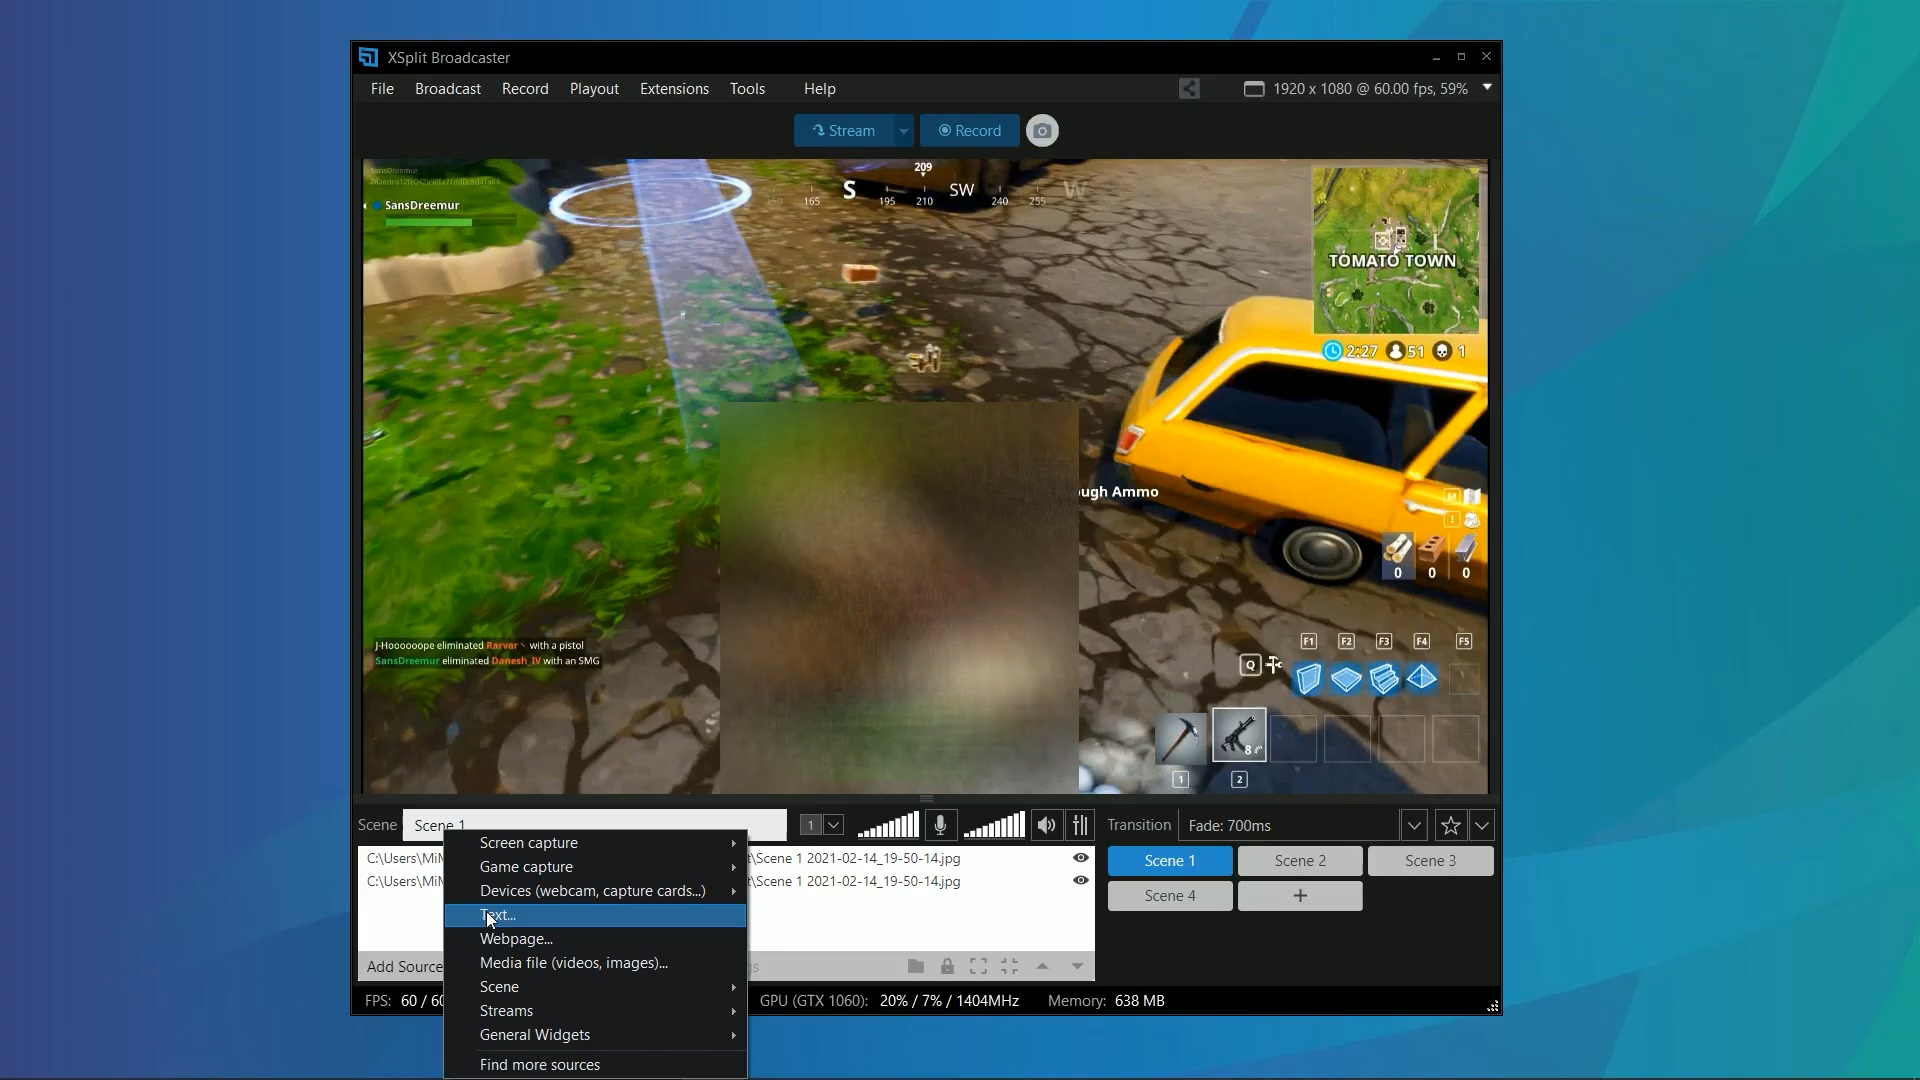 XSplit Broadcaster
File Broadcast Record Playout Extensions Tools Help
1920 x 1080 @ 60.00 fps, 59%
Stream Record
SansDreemur
SansDreemur
209
165 S 195 210 SW 240 255 W
TOMATO TOWN
2:27 51 1
ugh Ammo
M
I
0 0 0
J-Hooooope eliminated Rarvar with a pistol
SansDreemur eliminated Danesh_IV with an SMG
F1 F2 F3 F4 F5
Q
8
1 2
Scene Scene 1 1 Transition Fade: 700ms
C:\Users\MiM t\Scene 1 2021-02-14_19-50-14.jpg
C:\Users\MiM t\Scene 1 2021-02-14_19-50-14.jpg
Scene 1 Scene 2 Scene 3
Scene 4 +
Add Source gs
Screen capture
Game capture
Devices (webcam, capture cards...)
Text...
Webpage...
Media file (videos, images)...
Scene
Streams
General Widgets
Find more sources
FPS: 60 / 60 GPU (GTX 1060): 20% / 7% / 1404MHz Memory: 638 MB